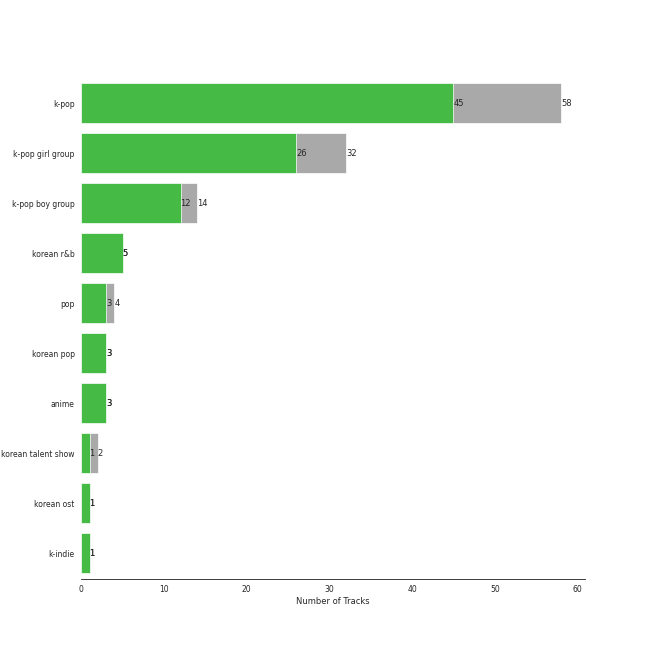 k-pop 45 58
k-pop girl group 26 32
k-pop boy group 12 14
korean r&b 5
pop 3 4
korean pop 3
anime 3
korean talent show 1 2
korean ost 1
k-indie 1
0 10 20 30 40 50 60
Number of Tracks